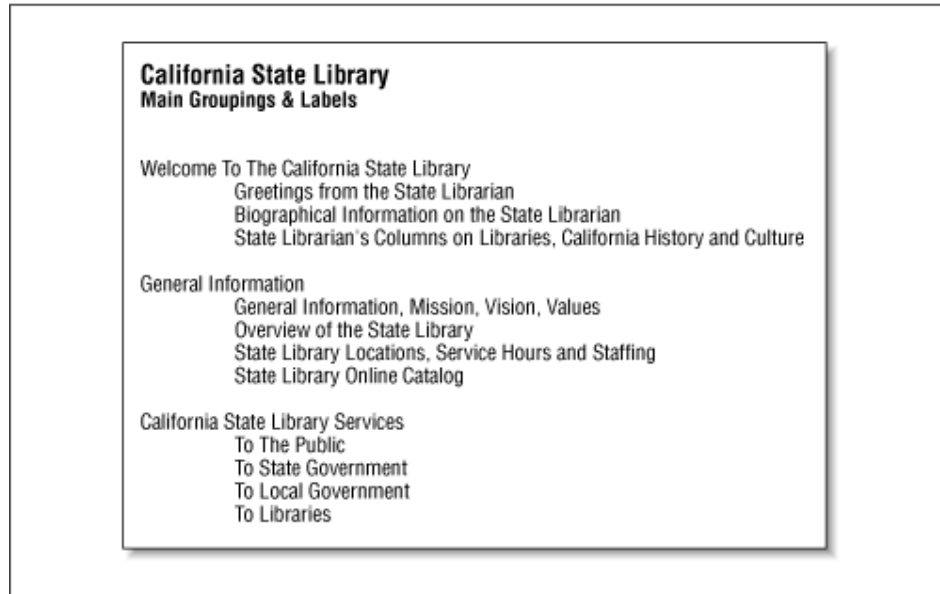 California State Library
Main Groupings & Labels
Welcome To The California State Library
Greetings from the State Librarian
Biographical Information on the State Librarian
State Librarian's Columns on Libraries, California History and Culture
General Information
General Information, Mission, Vision, Values
Overview of the State Library
State Library Locations, Service Hours and Staffing
State Library Online Catalog
California State Library Services
To The Public
To State Government
To Local Government
To Libraries